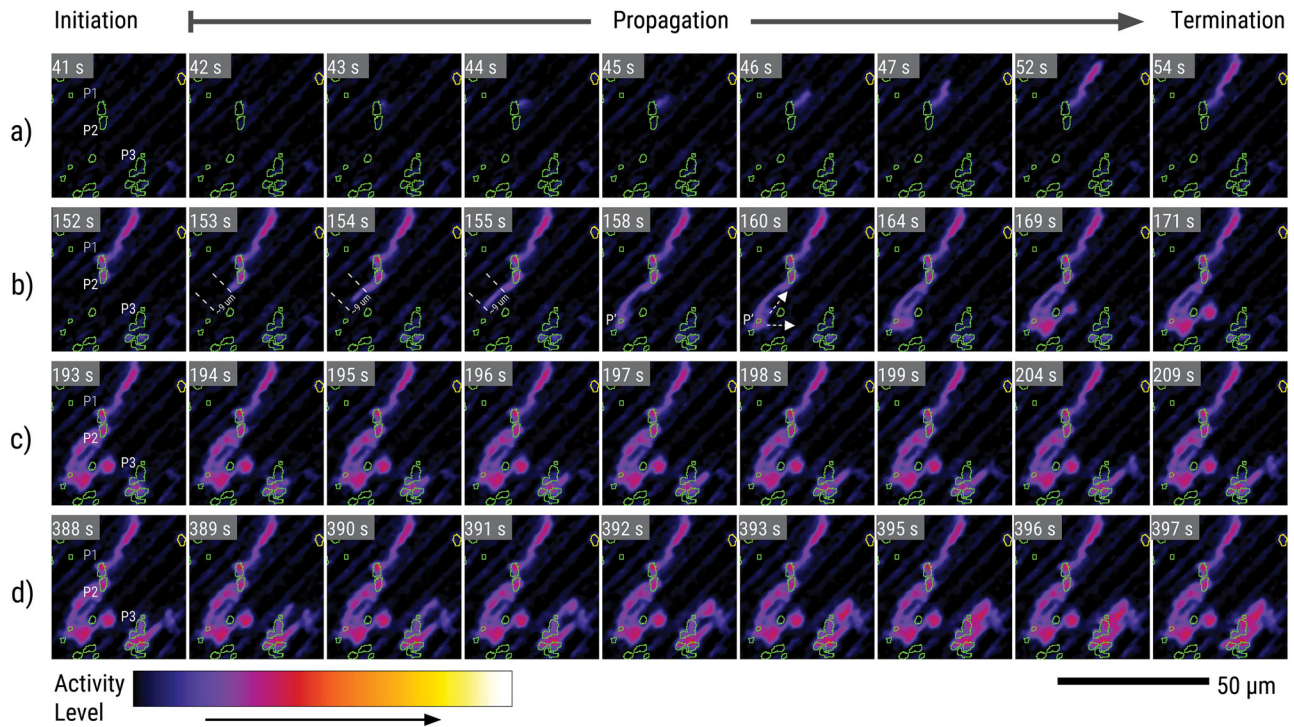 Initiation Propagation Termination
a)
41 s 42 s 43 s 44 s 45 s 46 s 47 s 52 s 54 s
P1
P2
P3
b)
152 s 153 s 154 s 155 s 158 s 160 s 164 s 169 s 171 s
P1
P2
~9 um ~9 um ~9 um
P3 P' P'
c)
193 s 194 s 195 s 196 s 197 s 198 s 199 s 204 s 209 s
P1
P2
P3
d)
388 s 389 s 390 s 391 s 392 s 393 s 395 s 396 s 397 s
P1
P2
P3
Activity
Level
50 µm